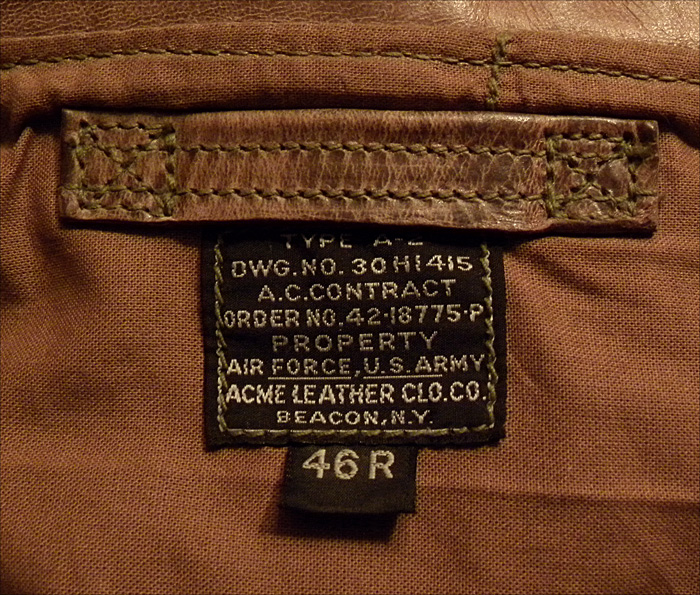 TYPE A-2
DWG.NO. 30H1415
A.C.CONTRACT
ORDER NO. 42-18775-P
PROPERTY
AIR FORCE, U.S. ARMY
ACME LEATHER CLO.CO.
BEACON, N.Y.
46 R